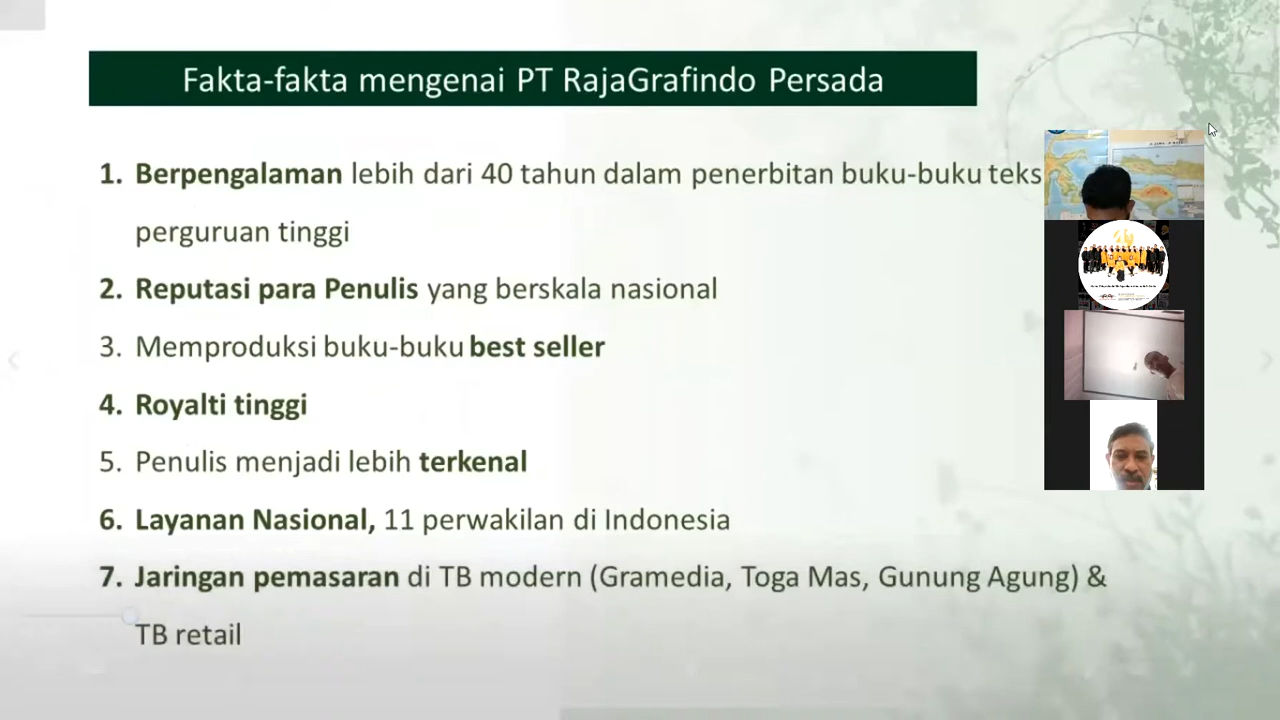 Fakta-fakta mengenai PT RajaGrafindo Persada
1. Berpengalaman lebih dari 40 tahun dalam penerbitan buku-buku teks
perguruan tinggi
2. Reputasi para Penulis yang berskala nasional
3. Memproduksi buku-buku best seller
4. Royalti tinggi
5. Penulis menjadi lebih terkenal
6. Layanan Nasional, 11 perwakilan di Indonesia
7. Jaringan pemasaran di TB modern (Gramedia, Toga Mas, Gunung Agung) &
TB retail